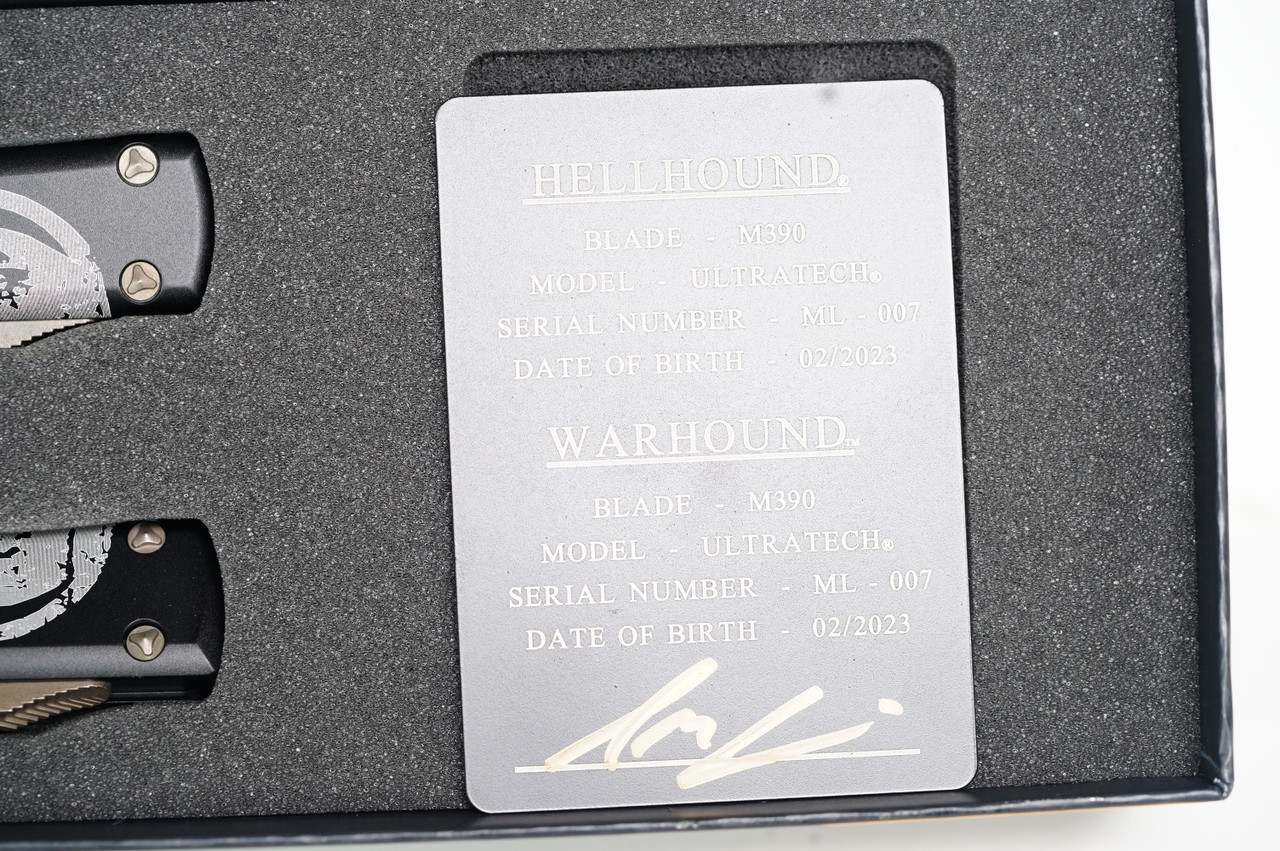 HELLHOUND®
BLADE - M390
MODEL - ULTRATECH®
SERIAL NUMBER - ML - 007
DATE OF BIRTH - 02/2023
WARHOUND™
BLADE - M390
MODEL - ULTRATECH®
SERIAL NUMBER - ML - 007
DATE OF BIRTH - 02/2023